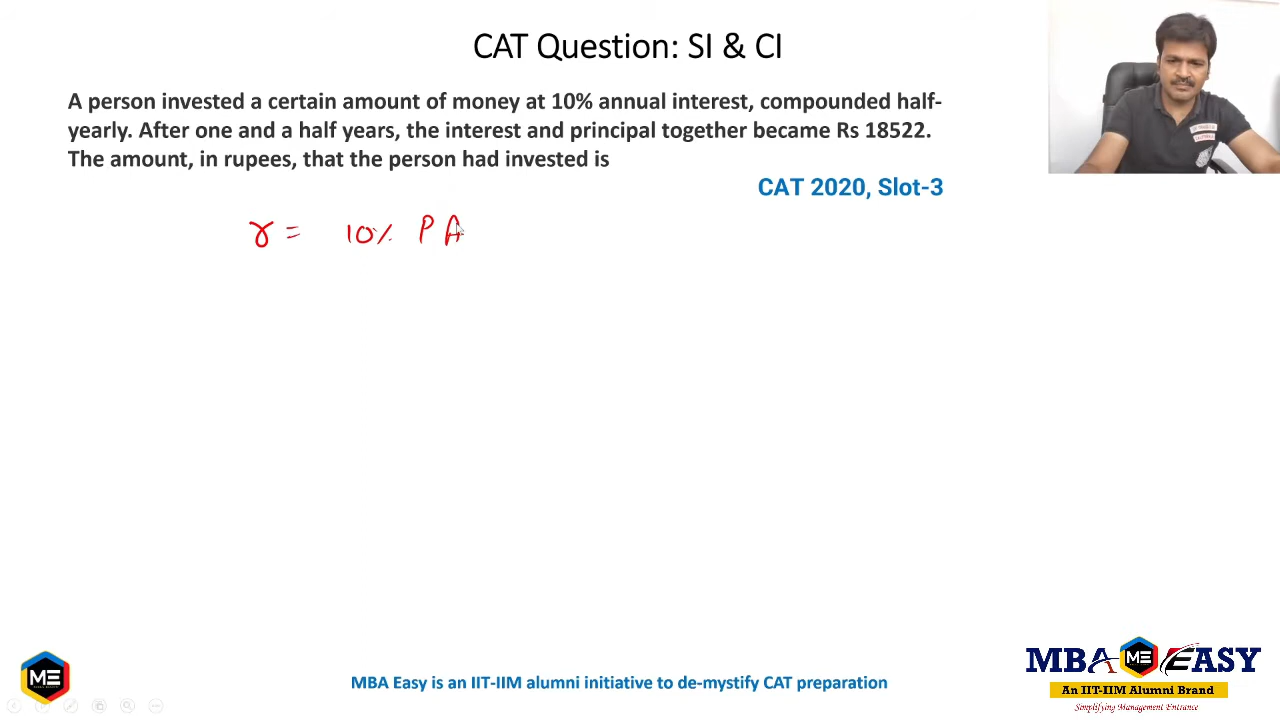 CAT Question: SI & CI
A person invested a certain amount of money at 10% annual interest, compounded half-
yearly. After one and a half years, the interest and principal together became Rs 18522.
The amount, in rupees, that the person had invested is
CAT 2020, Slot-3
r = 10% P A
ME
MBA Easy is an IIT-IIM alumni initiative to de-mystify CAT preparation
MBA ME EASY
An IIT-IIM Alumni Brand
Simplifying Management Entrance